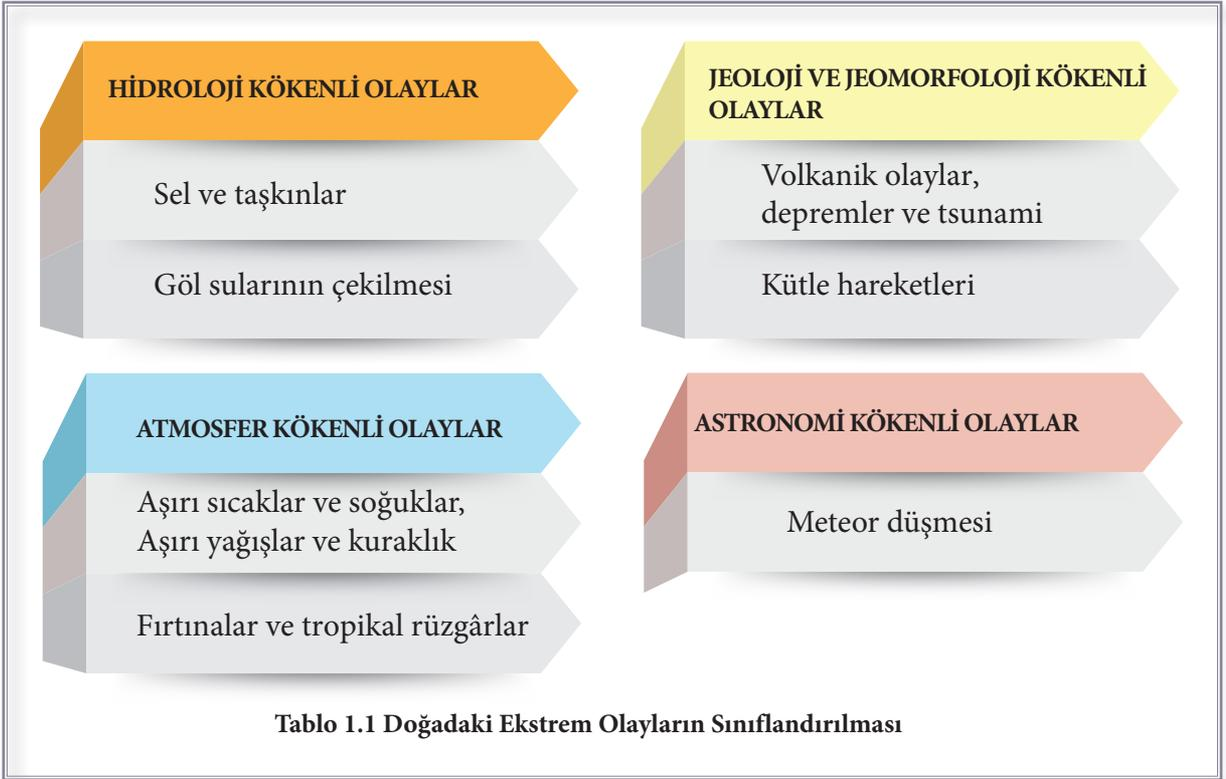 HİDROLOJİ KÖKENLİ OLAYLAR
Sel ve taşkınlar
Göl sularının çekilmesi
JEOLOJİ VE JEOMORFOLOJİ KÖKENLİ
OLAYLAR
Volkanik olaylar,
depremler ve tsunami
Kütle hareketleri
ATMOSFER KÖKENLİ OLAYLAR
Aşırı sıcaklar ve soğuklar,
Aşırı yağışlar ve kuraklık
Fırtınalar ve tropikal rüzgârlar
ASTRONOMİ KÖKENLİ OLAYLAR
Meteor düşmesi
Tablo 1.1 Doğadaki Ekstrem Olayların Sınıflandırılması